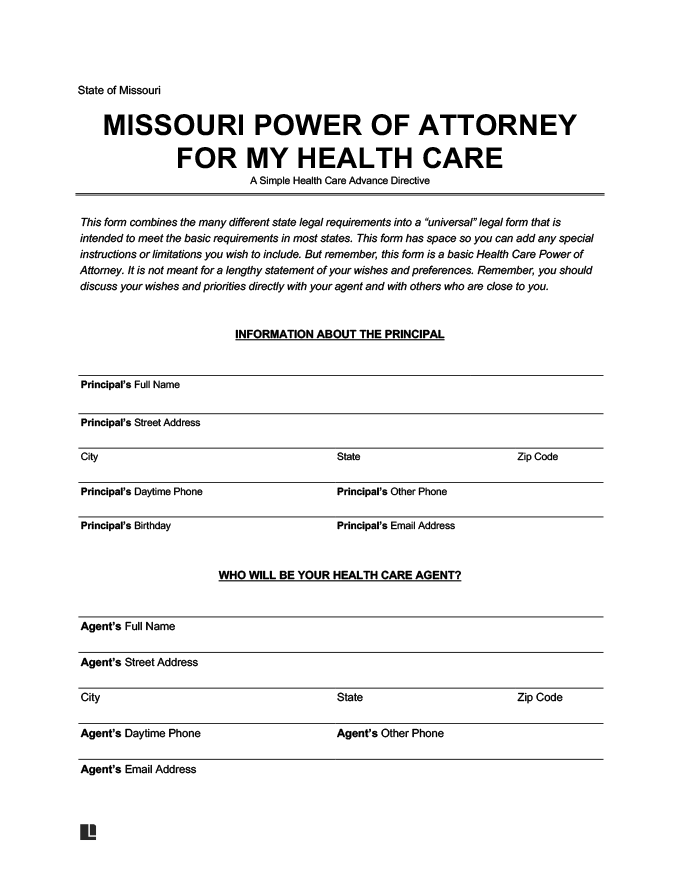 State of Missouri
MISSOURI POWER OF ATTORNEY
FOR MY HEALTH CARE
A Simple Health Care Advance Directive
This form combines the many different state legal requirements into a “universal” legal form that is
intended to meet the basic requirements in most states. This form has space so you can add any special
instructions or limitations you wish to include. But remember, this form is a basic Health Care Power of
Attorney. It is not meant for a lengthy statement of your wishes and preferences. Remember, you should
discuss your wishes and priorities directly with your agent and with others who are close to you.
INFORMATION ABOUT THE PRINCIPAL
Principal’s Full Name
Principal’s Street Address
City State Zip Code
Principal’s Daytime Phone Principal’s Other Phone
Principal’s Birthday Principal’s Email Address
WHO WILL BE YOUR HEALTH CARE AGENT?
Agent’s Full Name
Agent’s Street Address
City State Zip Code
Agent’s Daytime Phone Agent’s Other Phone
Agent’s Email Address